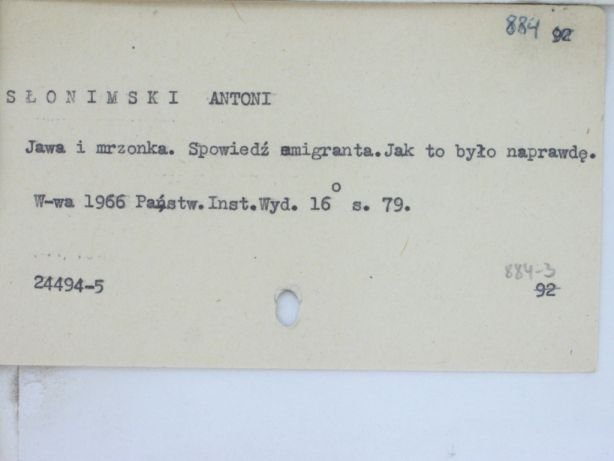 884 92
SŁONIMSKI ANTONI
Jawa i mrzonka. Spowiedź emigranta.Jak to było naprawdę.
W-wa 1966 Państw.Inst.Wyd. 16° s. 79.
884-3
24494-5 92